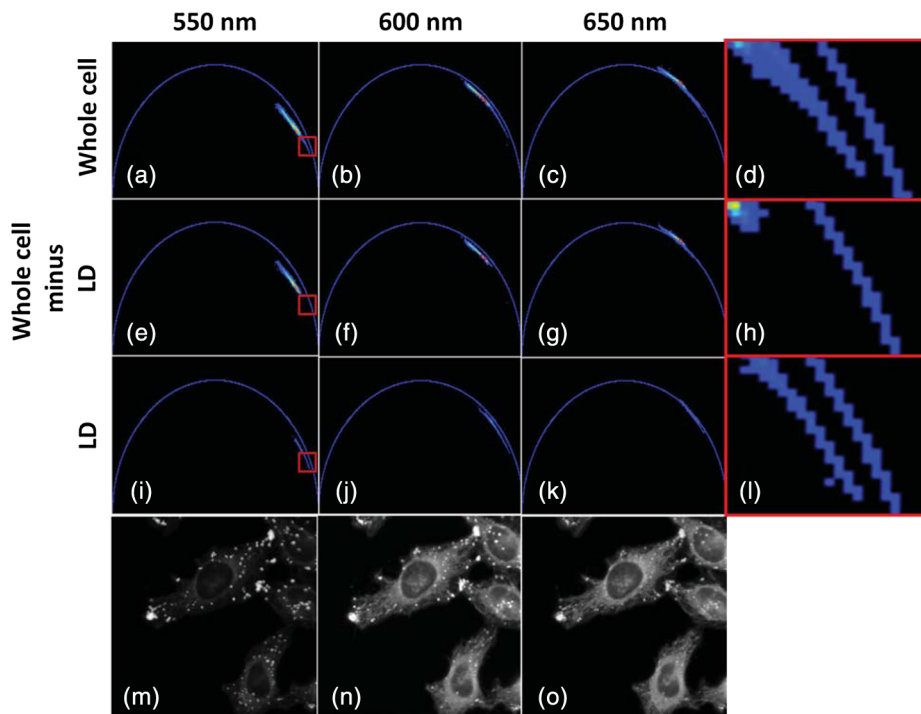 550 nm
600 nm
650 nm
Whole cell
(a)
(b)
(c)
(d)
Whole cell
minus
LD
(e)
(f)
(g)
(h)
LD
(i)
(j)
(k)
(l)
(m)
(n)
(o)